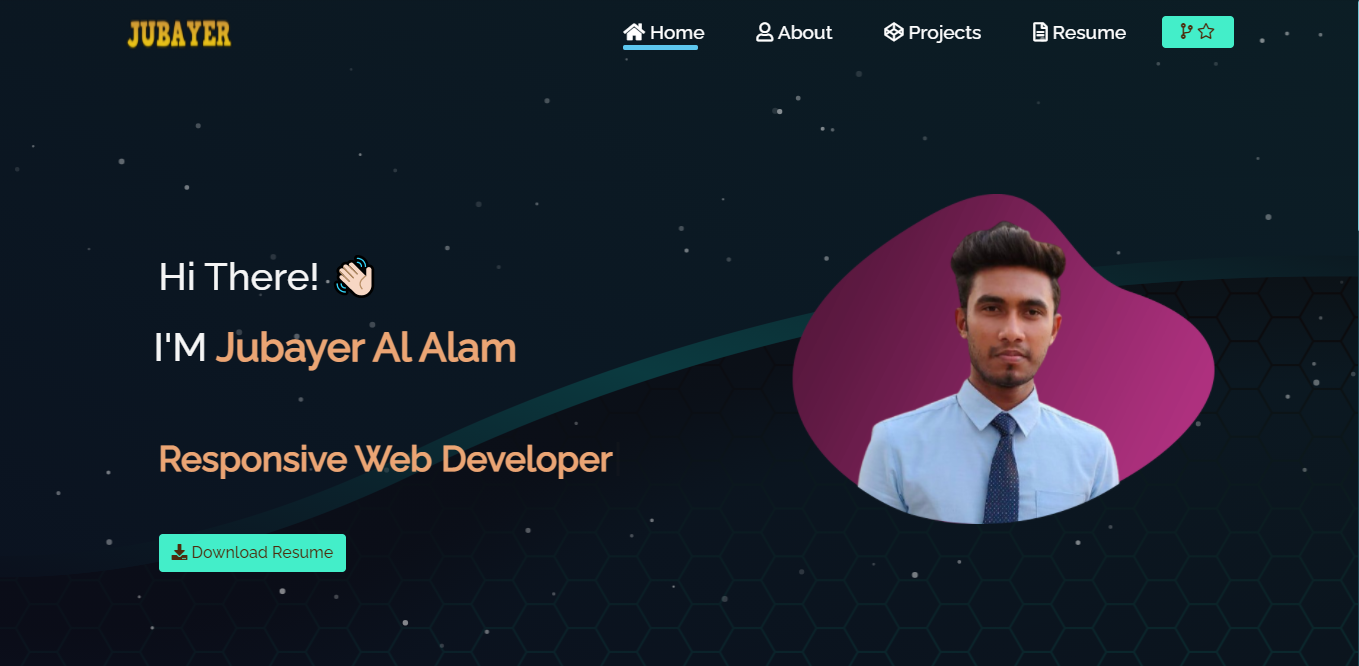 JUBAYER
Home
About
Projects
Resume
Hi There!
I'M Jubayer Al Alam
Responsive Web Developer
Download Resume